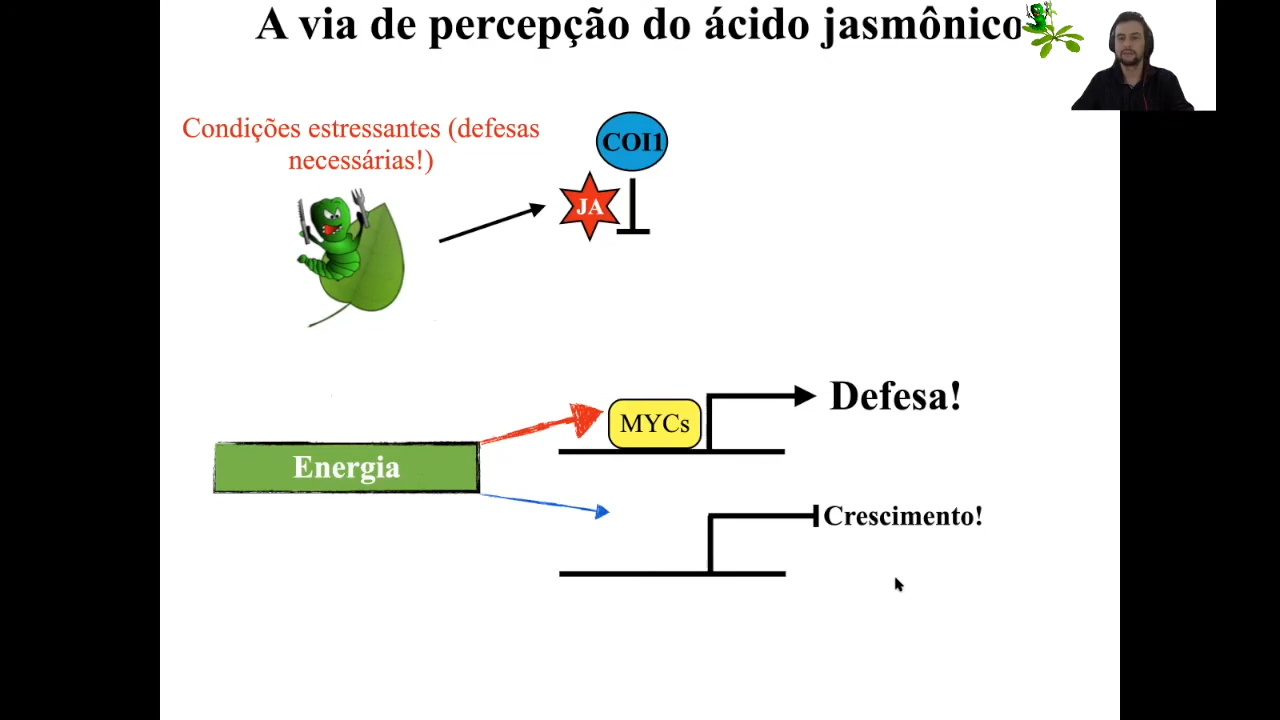 A via de percepção do ácido jasmônico
Condições estressantes (defesas
necessárias!)
COI1
JA
MYCs
Defesa!
Energia
Crescimento!